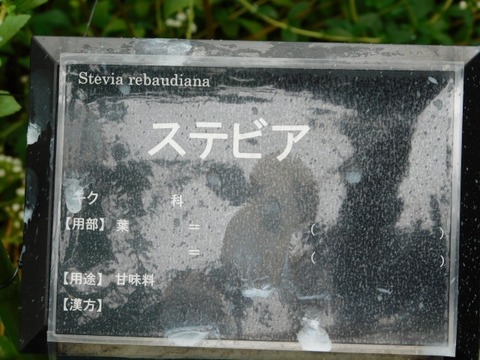 Stevia rebaudiana
ステビア
キク 科
【用部】 葉 = ( )
= ( )
【用途】 甘味料
【漢方】